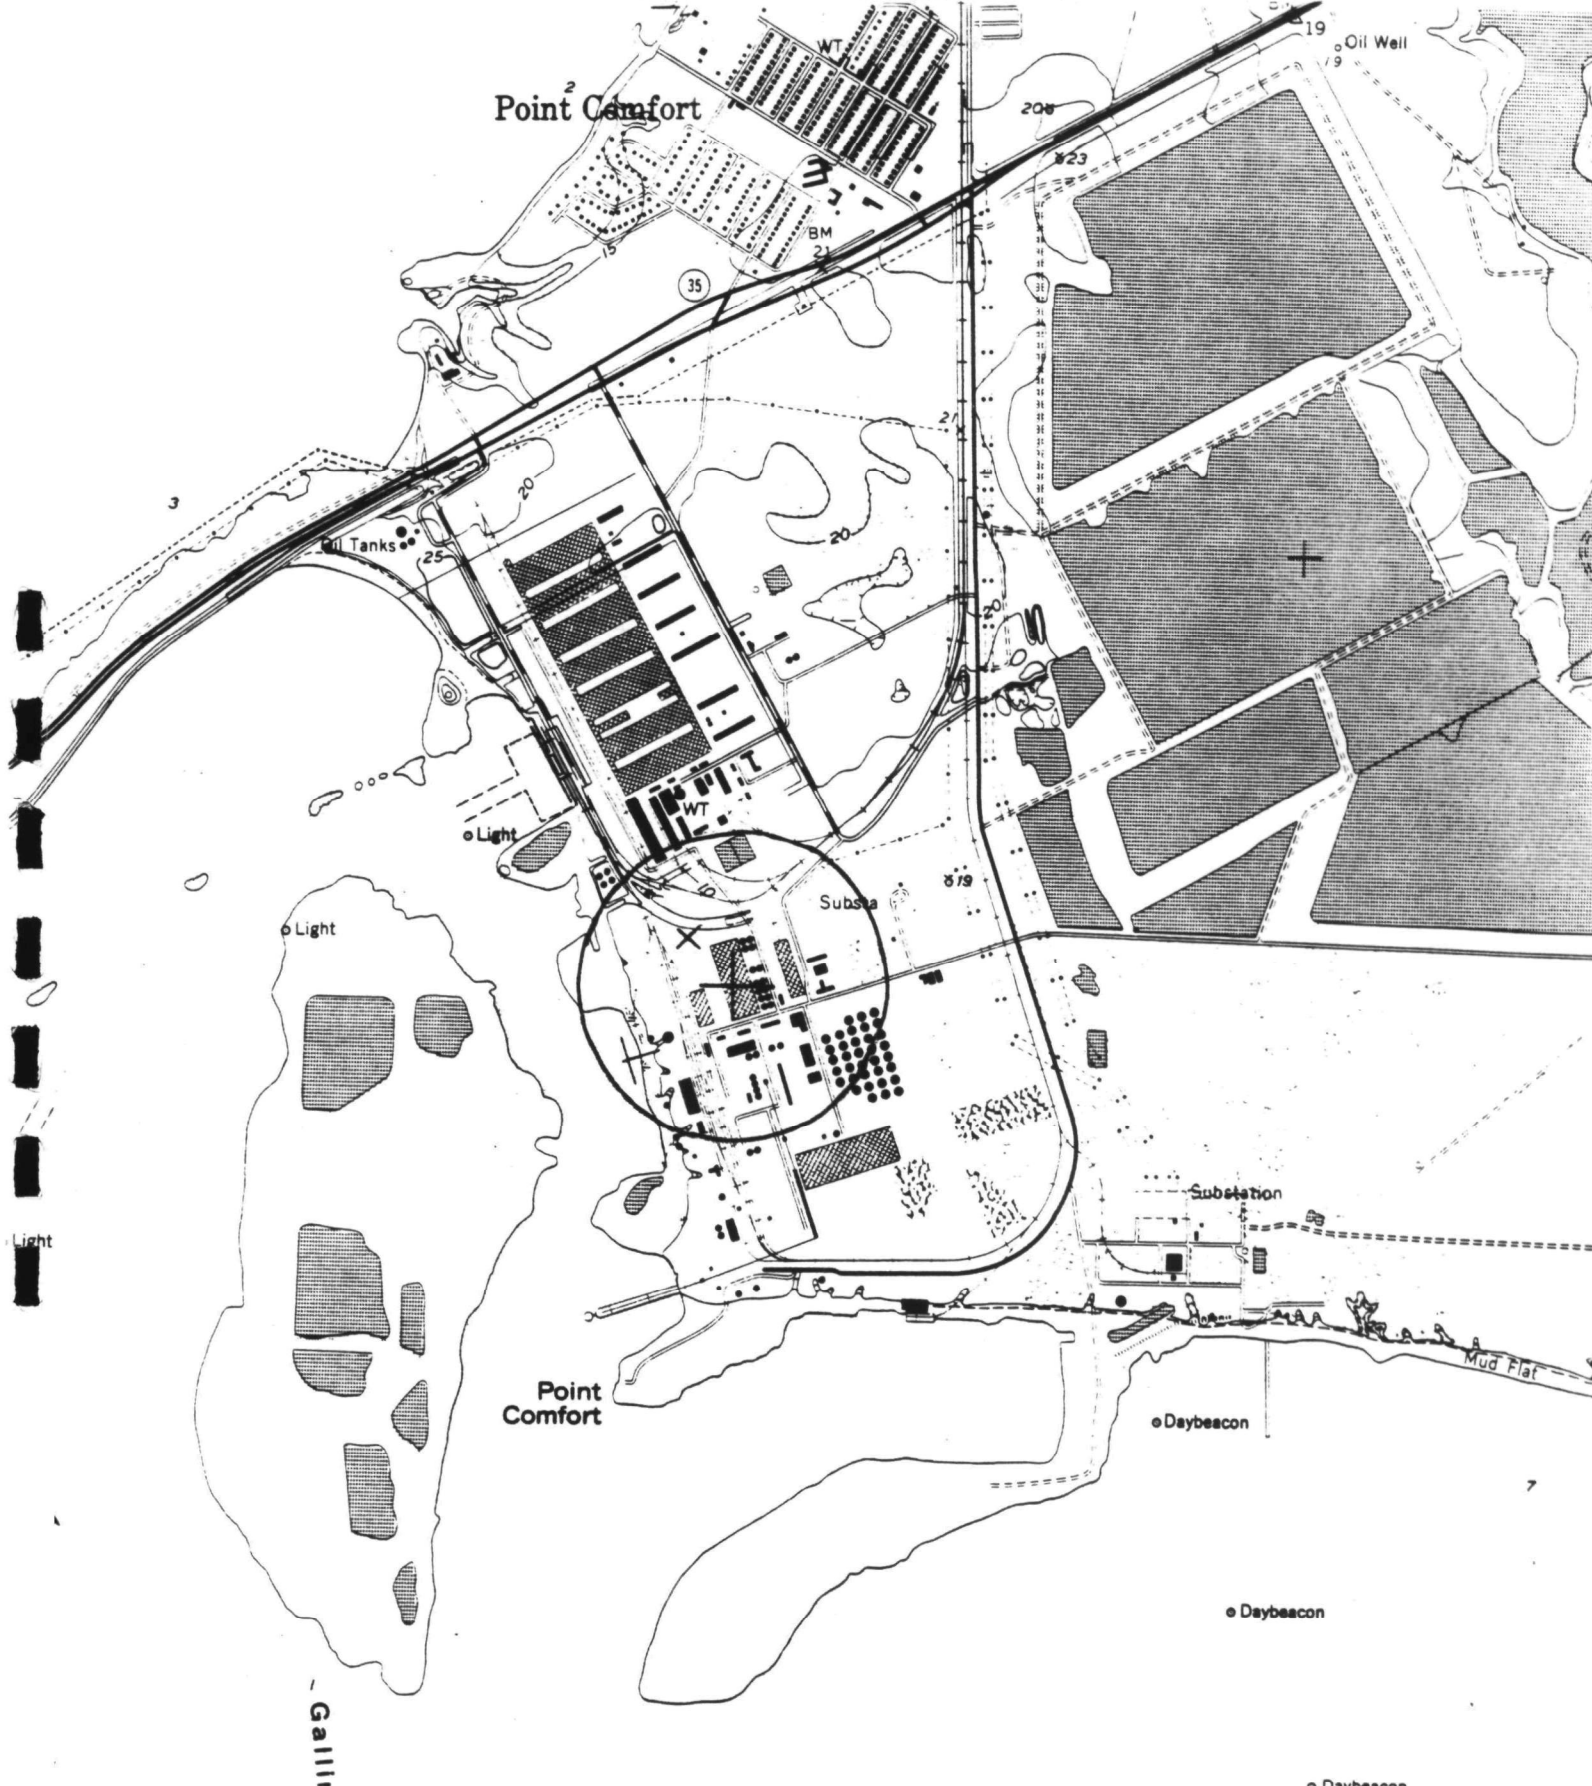 19
Oil Well
9
WT
2
Point Comfort
20
23
15
BM
21
35
21
3
20
20
Oil Tanks
25
20
WT
Light
19
Substa
Light
Substation
Light
Mud Flat
Point
Comfort
Daybeacon
7
Daybeacon
Galli
Daybeacon